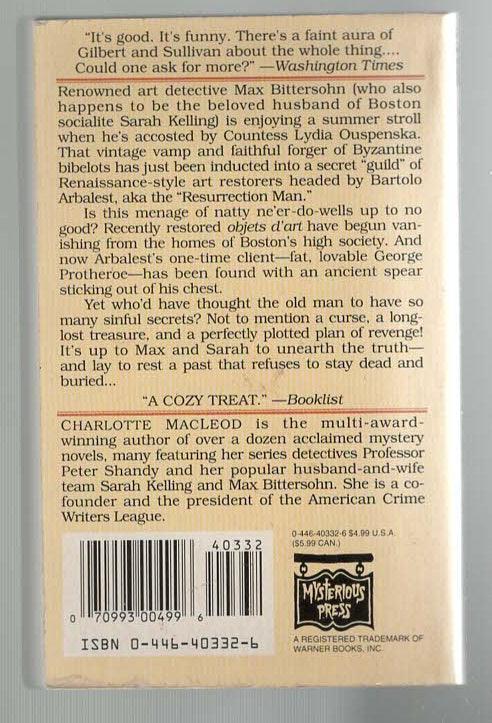 "It's good. It's funny. There's a faint aura of
Gilbert and Sullivan about the whole thing....
Could one ask for more?" —Washington Times
Renowned art detective Max Bittersohn (who also
happens to be the beloved husband of Boston
socialite Sarah Kelling) is enjoying a summer stroll
when he's accosted by Countess Lydia Ouspenska.
That vintage vamp and faithful forger of Byzantine
bibelots has just been inducted into a secret "guild" of
Renaissance-style art restorers headed by Bartolo
Arbalest, aka the "Resurrection Man."
Is this menage of natty ne'er-do-wells up to no
good? Recently restored objets d'art have begun van-
ishing from the homes of Boston's high society. And
now Arbalest's one-time client—fat, lovable George
Protheroe—has been found with an ancient spear
sticking out of his chest.
Yet who'd have thought the old man to have so
many sinful secrets? Not to mention a curse, a long-
lost treasure, and a perfectly plotted plan of revenge!
It's up to Max and Sarah to unearth the truth—
and lay to rest a past that refuses to stay dead and
buried...
"A COZY TREAT." —Booklist
CHARLOTTE MACLEOD is the multi-award-
winning author of over a dozen acclaimed mystery
novels, many featuring her series detectives Professor
Peter Shandy and her popular husband-and-wife
team Sarah Kelling and Max Bittersohn. She is a co-
founder and the president of the American Crime
Writers League.
40332
0 70993 00499 6
ISBN 0-446-40332-6
0-446-40332-6 $4.99 U.S.A.
($5.99 CAN.)
MYSTERIOUS
PRESS
A REGISTERED TRADEMARK OF
WARNER BOOKS, INC.